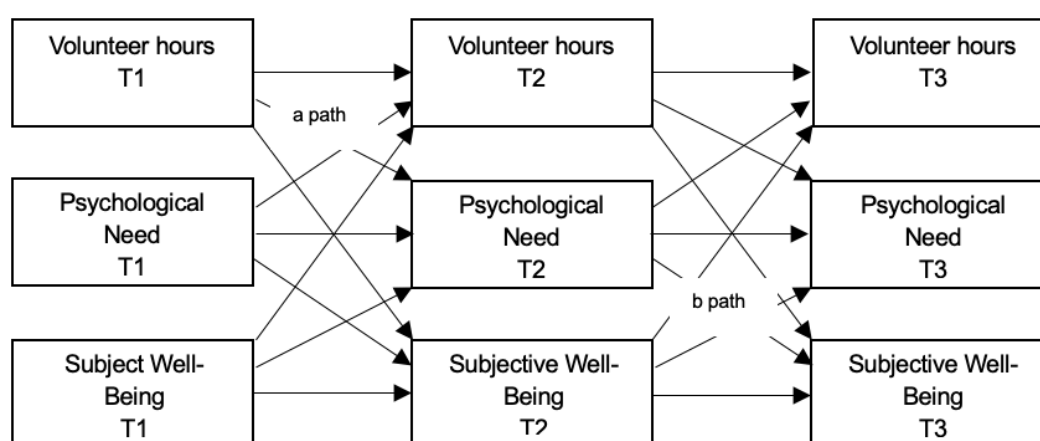 Volunteer hours
T1
Volunteer hours
T2
Volunteer hours
T3
a path
Psychological
Need
T1
Psychological
Need
T2
Psychological
Need
T3
b path
Subject Well-
Being
T1
Subjective Well-
Being
T2
Subjective Well-
Being
T3